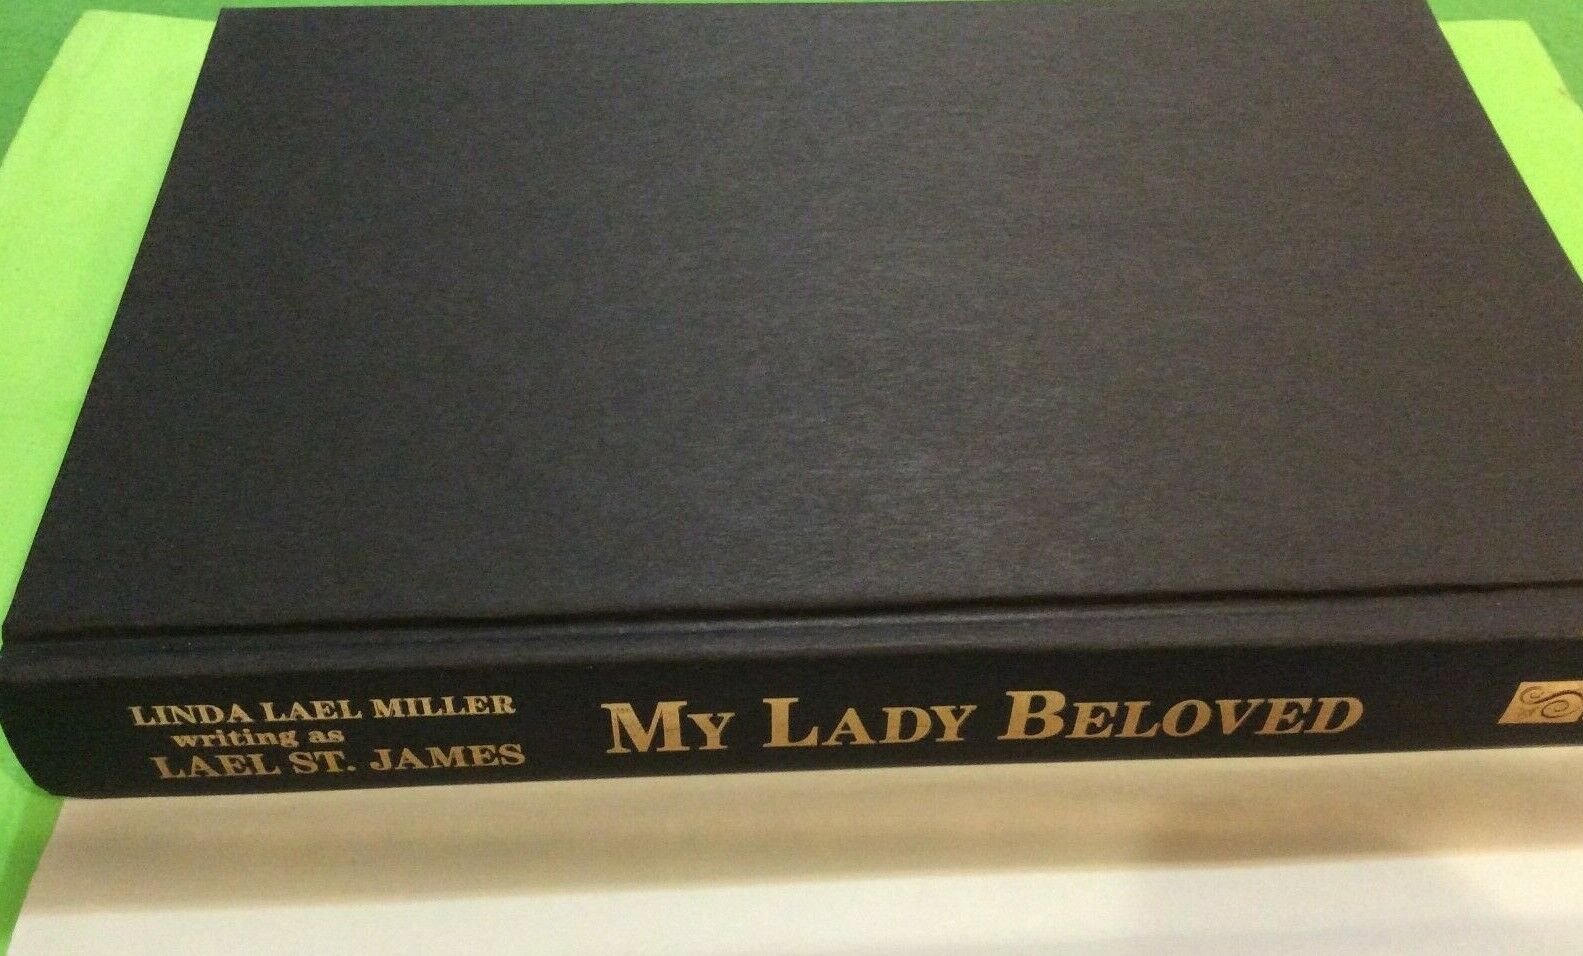 LINDA LAEL MILLER
writing as
LAEL ST. JAMES
MY LADY BELOVED